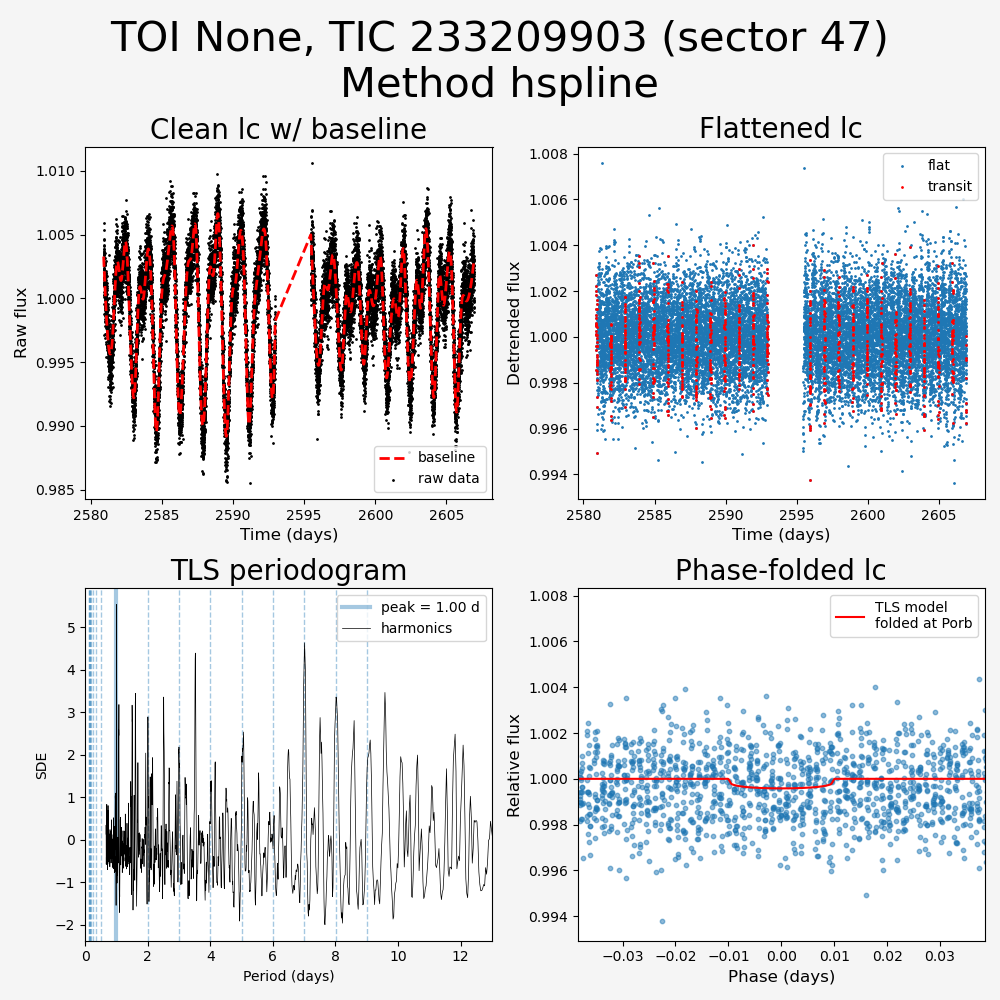 TOI None, TIC 233209903 (sector 47)
Method hspline
Clean lc w/ baseline
1.010
1.005
1.000
0.995
0.990
0.985
Raw flux
baseline
raw data
2580 2585 2590 2595 2600 2605
Time (days)
Flattened lc
1.008
1.006
1.004
1.002
1.000
0.998
0.996
0.994
Detrended flux
flat
transit
2580 2585 2590 2595 2600 2605
Time (days)
TLS periodogram
5
4
3
2
1
0
−1
−2
SDE
peak = 1.00 d
harmonics
0 2 4 6 8 10 12
Period (days)
Phase-folded lc
1.008
1.006
1.004
1.002
1.000
0.998
0.996
0.994
Relative flux
TLS model
folded at Porb
−0.03 −0.02 −0.01 0.00 0.01 0.02 0.03
Phase (days)